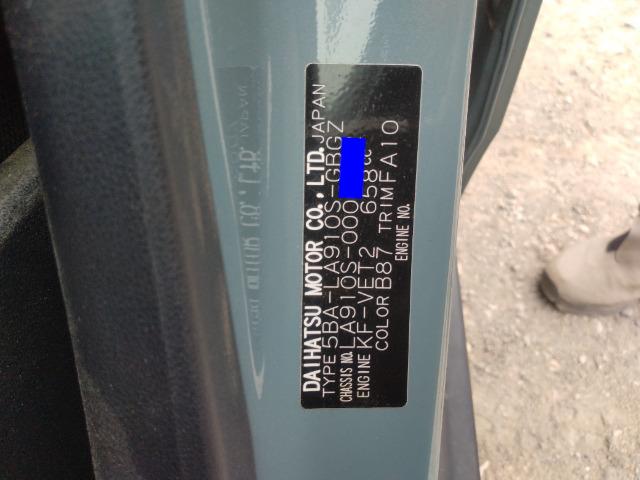 DAIHATSU MOTOR CO., LTD. JAPAN
TYPE 5BA-LA910S-GBGZ
CHASSIS NO. LA910S-000
ENGINE KF-VET2 658cc
COLOR B87 TRIM FA10
ENGINE NO.